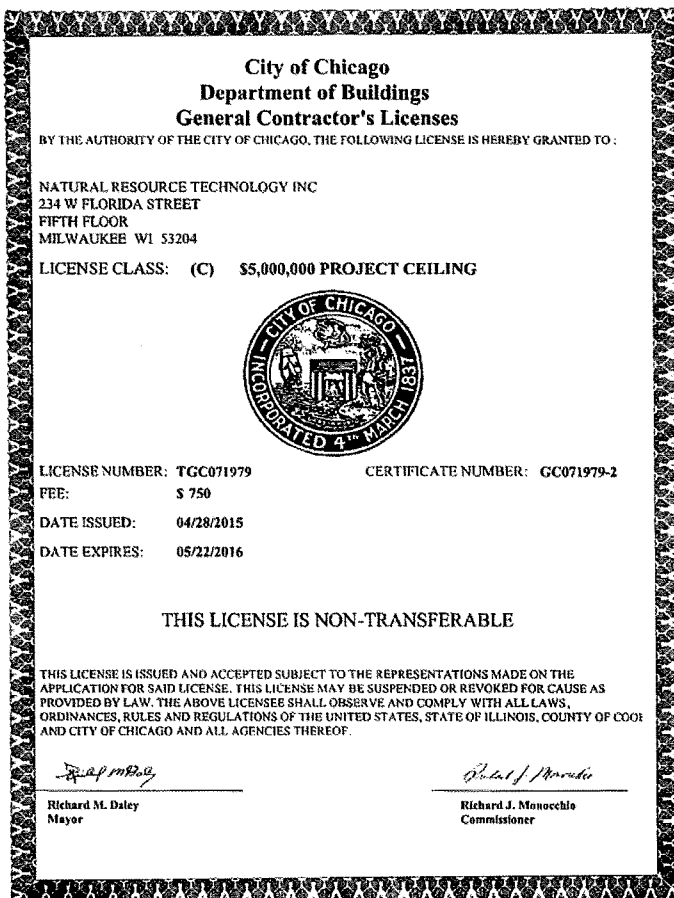 City of Chicago
Department of Buildings
General Contractor's Licenses
BY THE AUTHORITY OF THE CITY OF CHICAGO, THE FOLLOWING LICENSE IS HEREBY GRANTED TO :
NATURAL RESOURCE TECHNOLOGY INC
234 W FLORIDA STREET
FIFTH FLOOR
MILWAUKEE WI 53204
LICENSE CLASS: (C) $5,000,000 PROJECT CEILING
CITY OF CHICAGO
INCORPORATED 4TH MARCH 1837
LICENSE NUMBER: TGC071979 CERTIFICATE NUMBER: GC071979-2
FEE: $ 750
DATE ISSUED: 04/28/2015
DATE EXPIRES: 05/22/2016
THIS LICENSE IS NON-TRANSFERABLE
THIS LICENSE IS ISSUED AND ACCEPTED SUBJECT TO THE REPRESENTATIONS MADE ON THE
APPLICATION FOR SAID LICENSE. THIS LICENSE MAY BE SUSPENDED OR REVOKED FOR CAUSE AS
PROVIDED BY LAW. THE ABOVE LICENSEE SHALL OBSERVE AND COMPLY WITH ALL LAWS,
ORDINANCES, RULES AND REGULATIONS OF THE UNITED STATES, STATE OF ILLINOIS, COUNTY OF COO
AND CITY OF CHICAGO AND ALL AGENCIES THEREOF.
Richard M. Daley Richard J. Monocchio
Mayor Commissioner